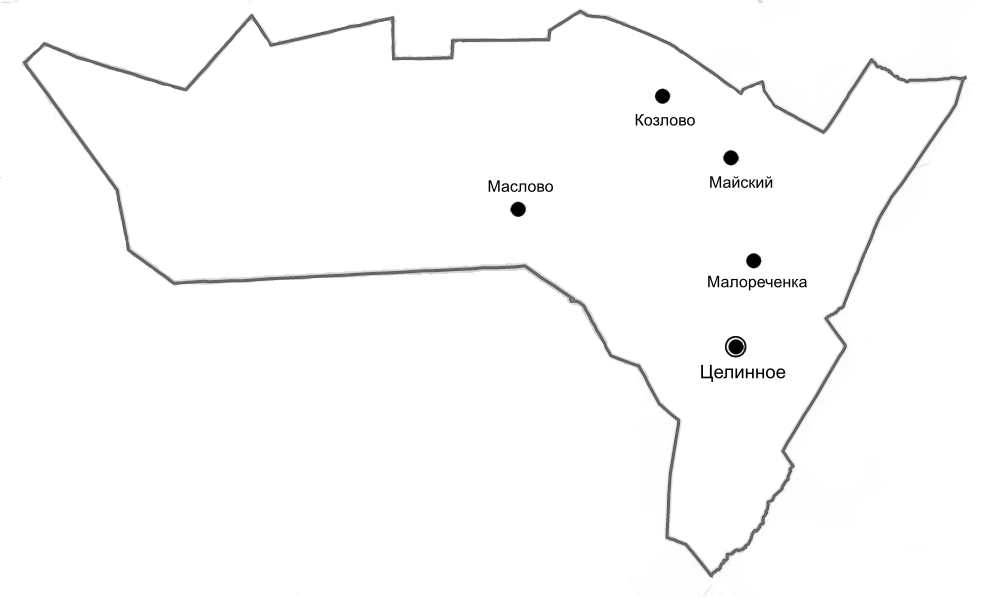 Козлово
Майский
Маслово
Малореченка
Целинное